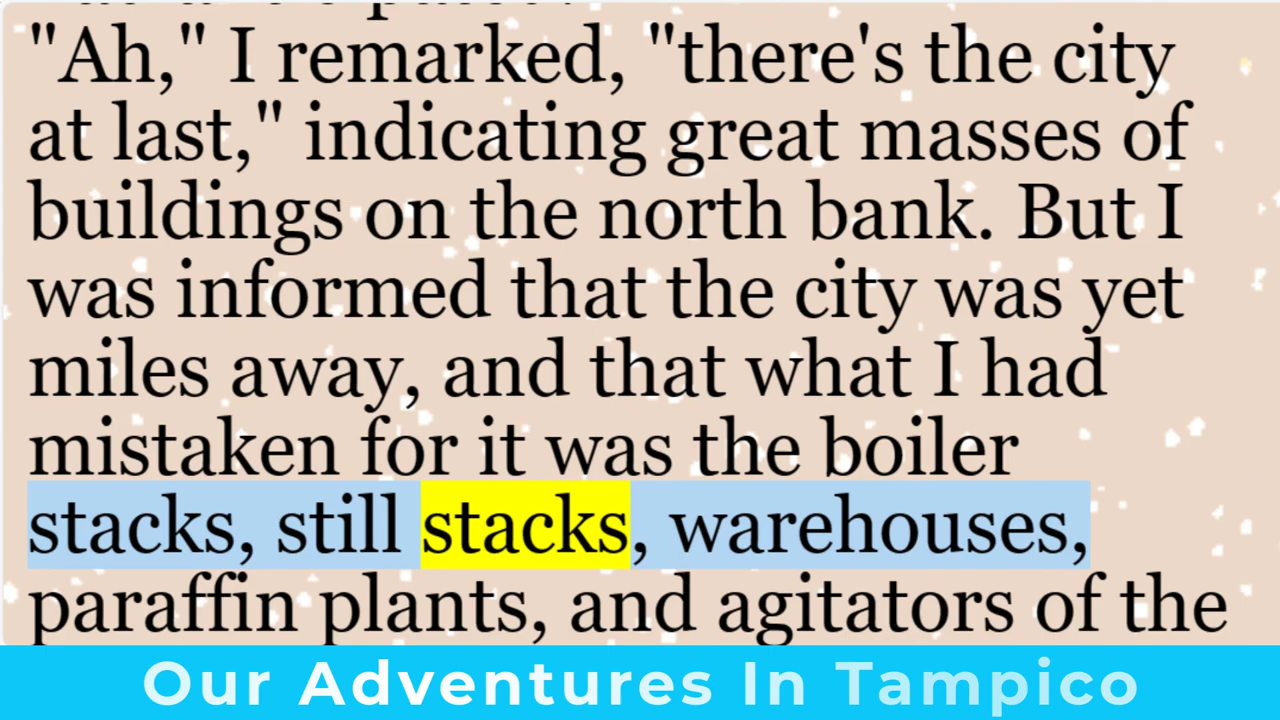 "Ah," I remarked, "there's the city
at last," indicating great masses of
buildings on the north bank. But I
was informed that the city was yet
miles away, and that what I had
mistaken for it was the boiler
stacks, still stacks, warehouses,
paraffin plants, and agitators of the
Our Adventures In Tampico